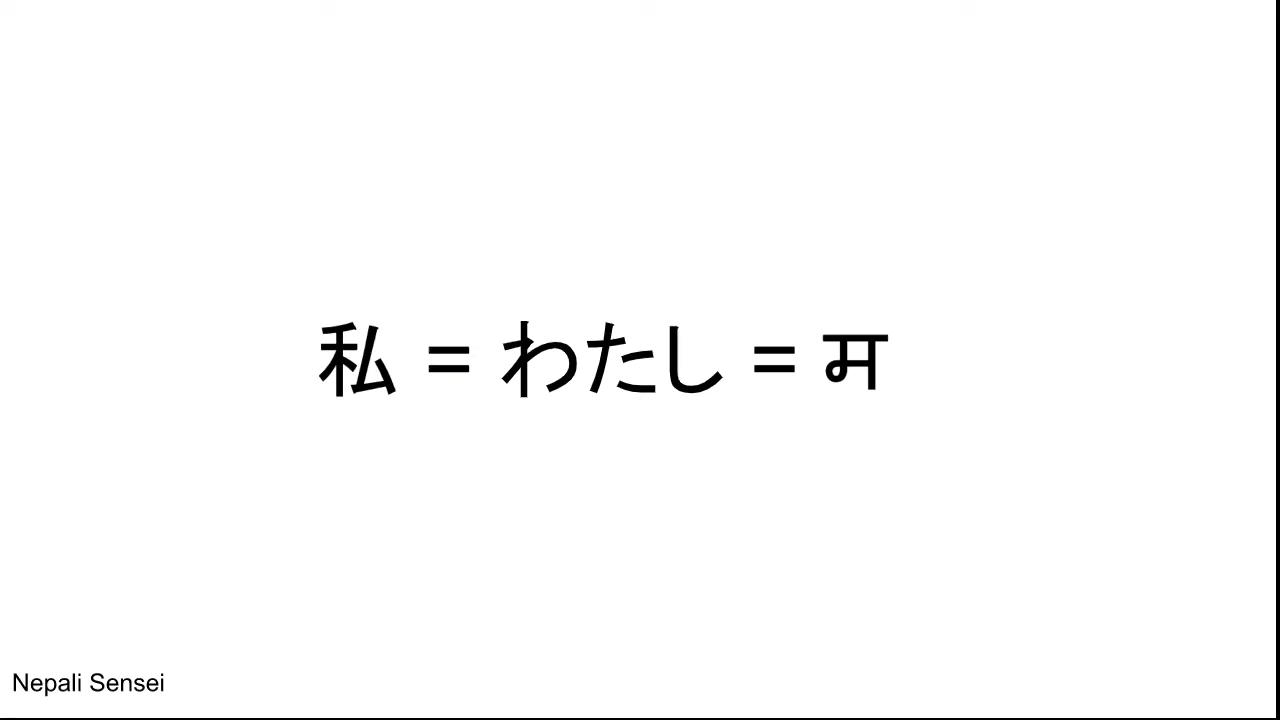 私 = わたし = म
Nepali Sensei